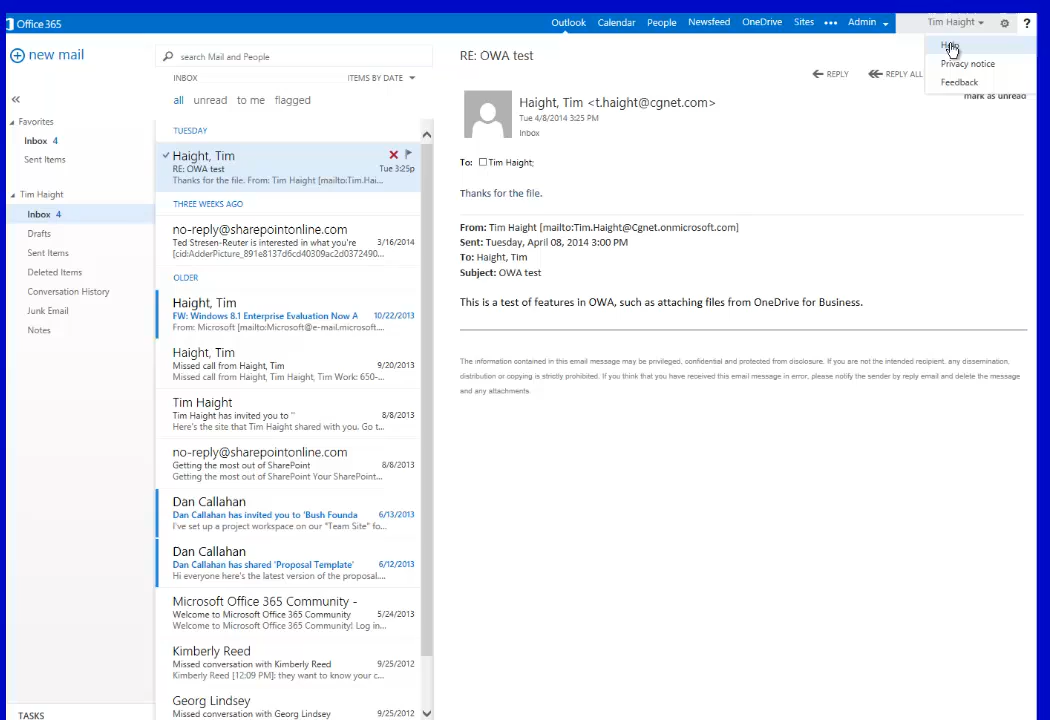 Office 365
Outlook Calendar People Newsfeed OneDrive Sites ••• Admin
Tim Haight
?
Help
Privacy notice
Feedback
new mail
search Mail and People
INBOX ITEMS BY DATE
all unread to me flagged
Favorites
Inbox 4
Sent Items
Tim Haight
Inbox 4
Drafts
Sent Items
Deleted Items
Conversation History
Junk Email
Notes
TASKS
TUESDAY
Haight, Tim
RE: OWA test Tue 3:25p
Thanks for the file. From: Tim Haight [mailto:Tim.Hai...
THREE WEEKS AGO
no-reply@sharepointonline.com
Ted Stresen-Reuter is interested in what you're 3/16/2014
[cid:AdderPicture_891e8137d6cd40309ac2d0372490...
OLDER
Haight, Tim
FW: Windows 8.1 Enterprise Evaluation Now A 10/22/2013
From: Microsoft [mailto:Microsoft@e-mail.microsoft....
Haight, Tim
Missed call from Haight, Tim 9/20/2013
Missed call from Haight, Tim Haight, Tim Work: 650-...
Tim Haight
Tim Haight has invited you to '' 8/8/2013
Here's the site that Tim Haight shared with you. Go t...
no-reply@sharepointonline.com
Getting the most out of SharePoint 8/8/2013
Getting the most out of SharePoint Your SharePoint...
Dan Callahan
Dan Callahan has invited you to 'Bush Founda 6/13/2013
I've set up a project workspace on our "Team Site" fo...
Dan Callahan
Dan Callahan has shared 'Proposal Template' 6/12/2013
Hi everyone here's the latest version of the proposal....
Microsoft Office 365 Community -
Welcome to Microsoft Office 365 Community 5/24/2013
Welcome to Microsoft Office 365 Community! Log in...
Kimberly Reed
Missed conversation with Kimberly Reed 9/25/2012
Kimberly Reed [12:09 PM]: they want to know your c...
Georg Lindsey
Missed conversation with Georg Lindsey 9/25/2012
RE: OWA test
REPLY REPLY ALL
mark as unread
Haight, Tim <t.haight@cgnet.com>
Tue 4/8/2014 3:25 PM
Inbox
To: Tim Haight;
Thanks for the file.
From: Tim Haight [mailto:Tim.Haight@Cgnet.onmicrosoft.com]
Sent: Tuesday, April 08, 2014 3:00 PM
To: Haight, Tim
Subject: OWA test
This is a test of features in OWA, such as attaching files from OneDrive for Business.
The information contained in this email message may be privileged, confidential and protected from disclosure. If you are not the intended recipient, any dissemination,
distribution or copying is strictly prohibited. If you think that you have received this email message in error, please notify the sender by reply email and delete the message
and any attachments.